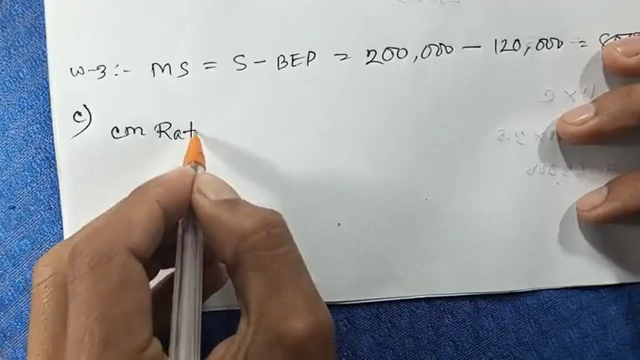 W-3:- MS = S - BEP = 200,000 - 120,000 =
c)
cm Rat